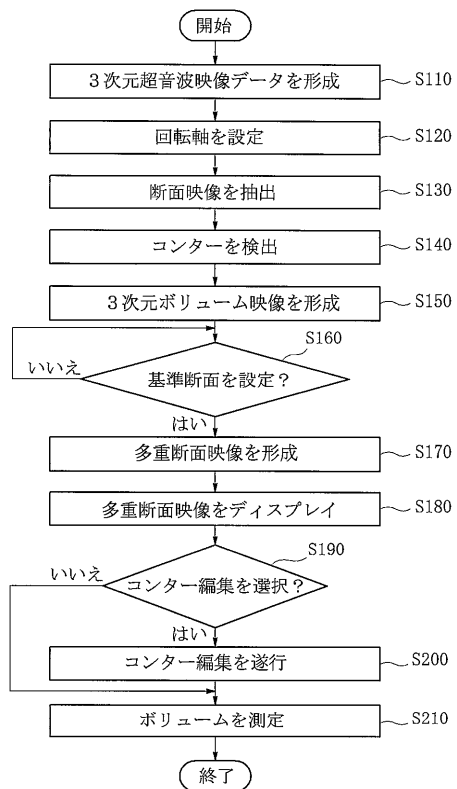 開始
3次元超音波映像データを形成
S110
回転軸を設定
S120
断面映像を抽出
S130
コンターを検出
S140
3次元ボリューム映像を形成
S150
S160
いいえ
基準断面を設定?
はい
多重断面映像を形成
S170
多重断面映像をディスプレイ
S180
S190
いいえ
コンター編集を選択?
はい
コンター編集を遂行
S200
ボリュームを測定
S210
終了